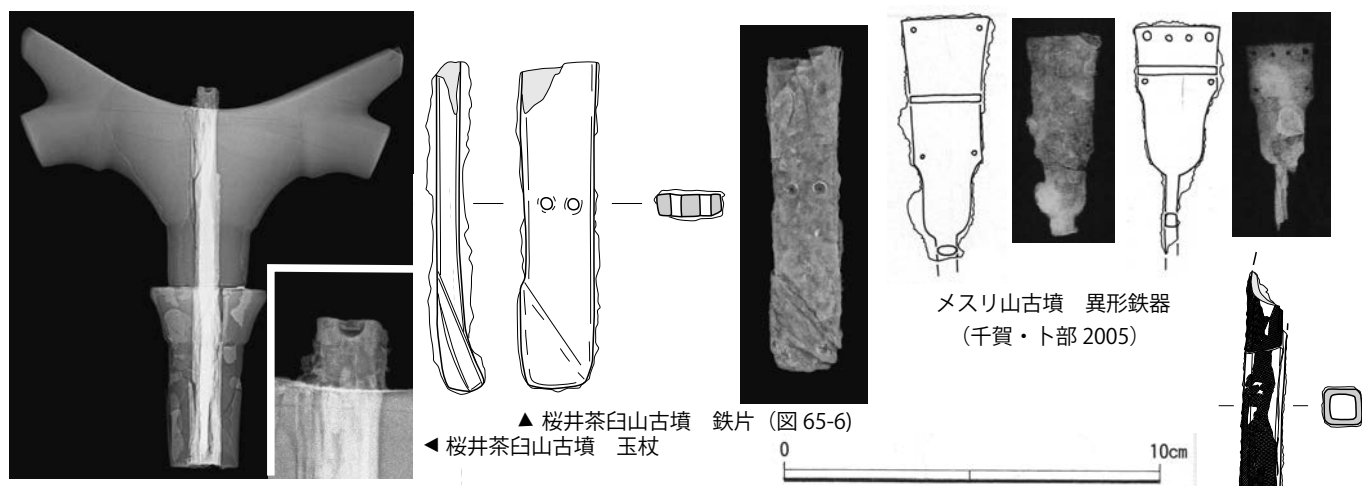 メスリ山古墳　異形鉄器
（千賀・卜部 2005）
▲ 桜井茶臼山古墳　鉄片（図 65-6)
◀ 桜井茶臼山古墳　玉杖
0
10cm